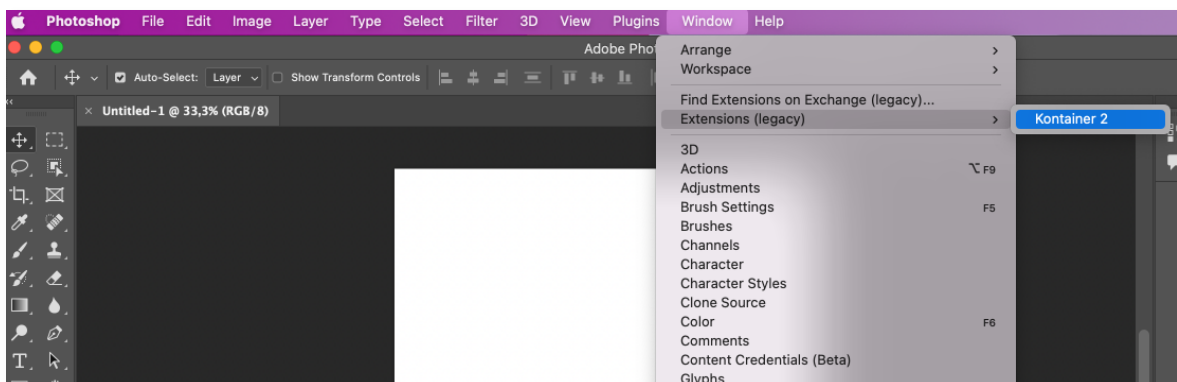 Photoshop File Edit Image Layer Type Select Filter 3D View Plugins Window Help
Adobe Phot
Auto-Select: Layer Show Transform Controls
× Untitled-1 @ 33,3% (RGB/8)
Arrange
Workspace
Find Extensions on Exchange (legacy)...
Extensions (legacy)
Kontainer 2
3D
Actions ⌥F9
Adjustments
Brush Settings F5
Brushes
Channels
Character
Character Styles
Clone Source
Color F6
Comments
Content Credentials (Beta)
Glyphs